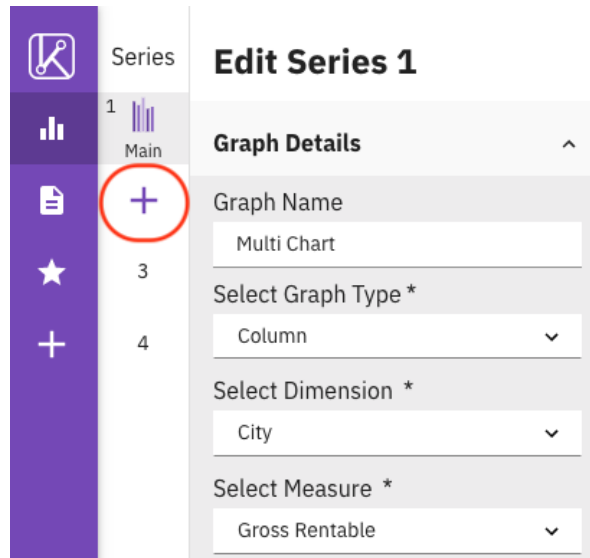 Series
1
Main
3
4
Edit Series 1
Graph Details
Graph Name
Multi Chart
Select Graph Type *
Column
Select Dimension *
City
Select Measure *
Gross Rentable